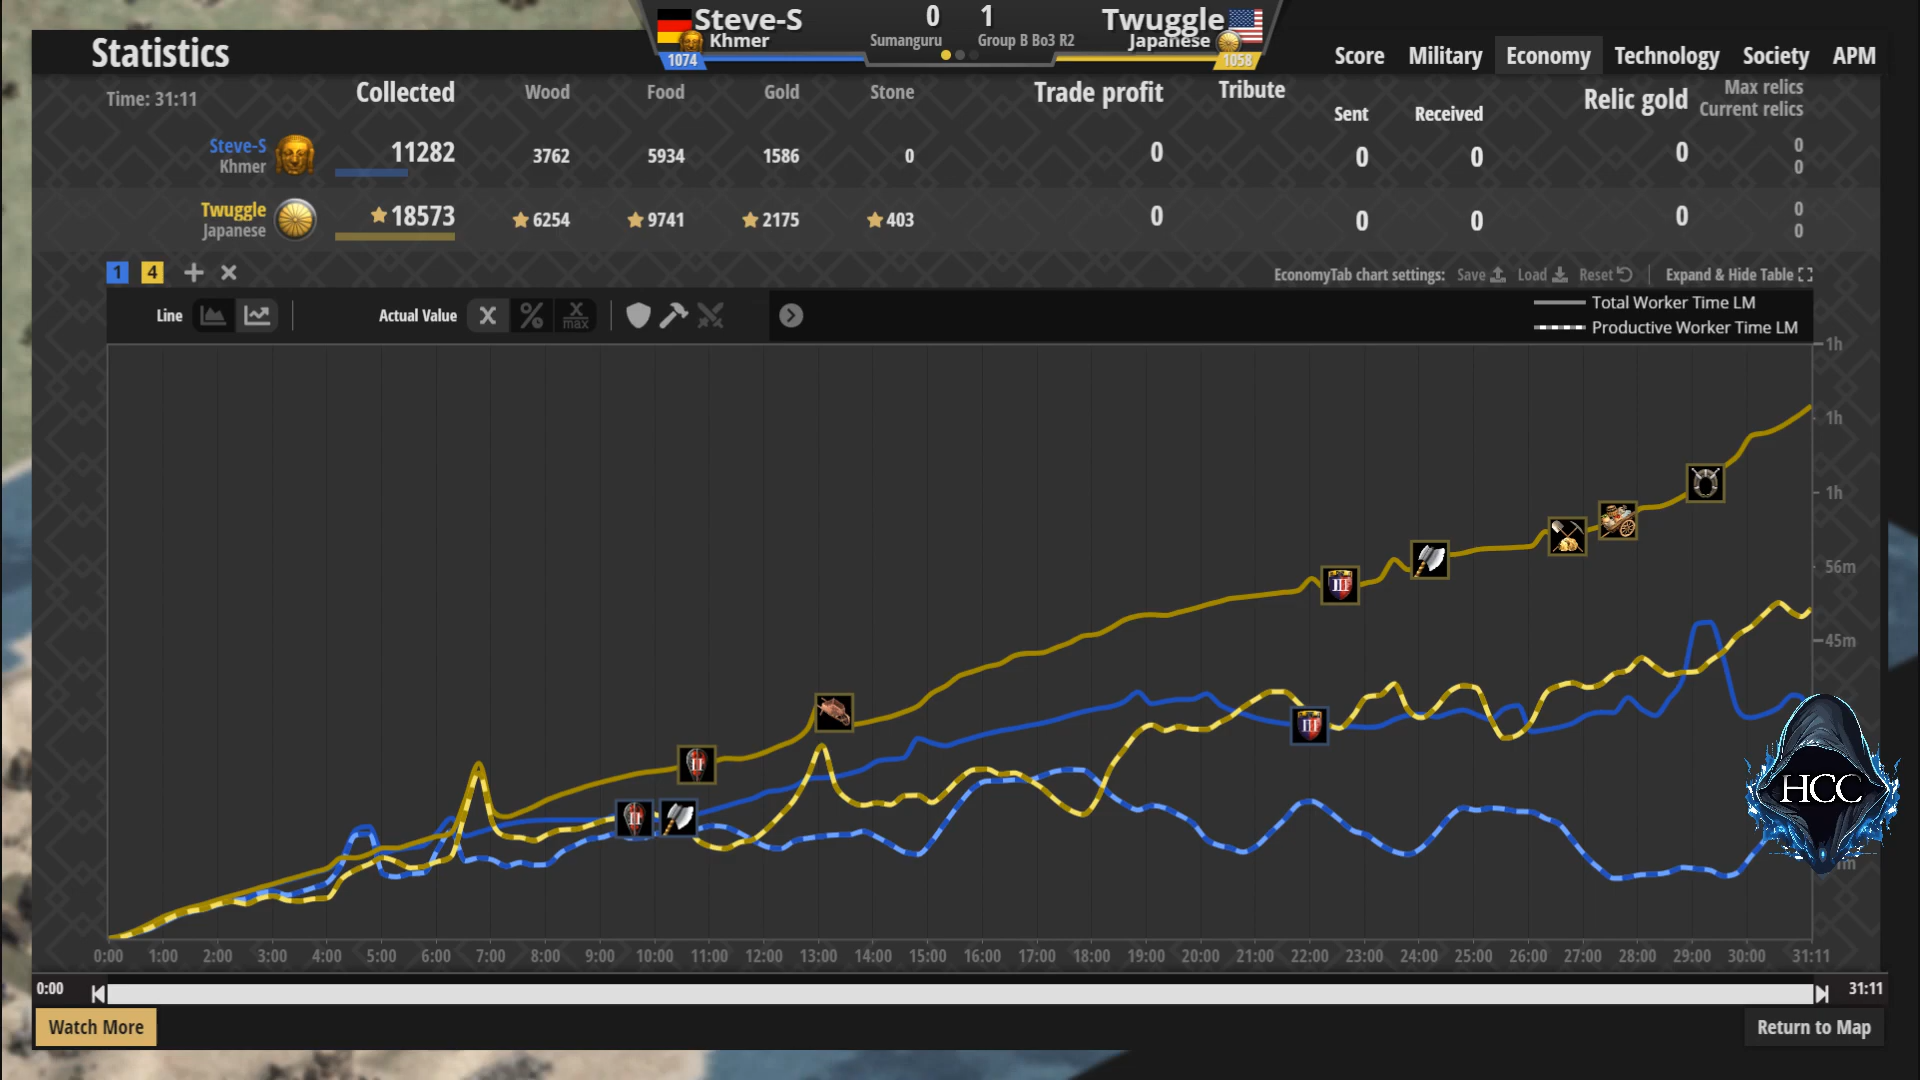 Steve-S 0 1 Twuggle
Khmer Sumanguru Group B Bo3 R2 Japanese
1074 1058
Statistics
Score Military Economy Technology Society APM
Time: 31:11
Collected Wood Food Gold Stone Trade profit Tribute Sent Received Relic gold Max relics
Current relics
Steve-S
Khmer
11282 3762 5934 1586 0 0 0 0 0 0
0
Twuggle
Japanese
18573 6254 9741 2175 403 0 0 0 0 0
0
1 4
EconomyTab chart settings: Save Load Reset Expand & Hide Table
Line Actual Value X % X
max
Total Worker Time LM
Productive Worker Time LM
1h
1h
1h
56m
45m
II
II
III
III
HCC
0:00 1:00 2:00 3:00 4:00 5:00 6:00 7:00 8:00 9:00 10:00 11:00 12:00 13:00 14:00 15:00 16:00 17:00 18:00 19:00 20:00 21:00 22:00 23:00 24:00 25:00 26:00 27:00 28:00 29:00 30:00 31:11
0:00 31:11
Watch More Return to Map